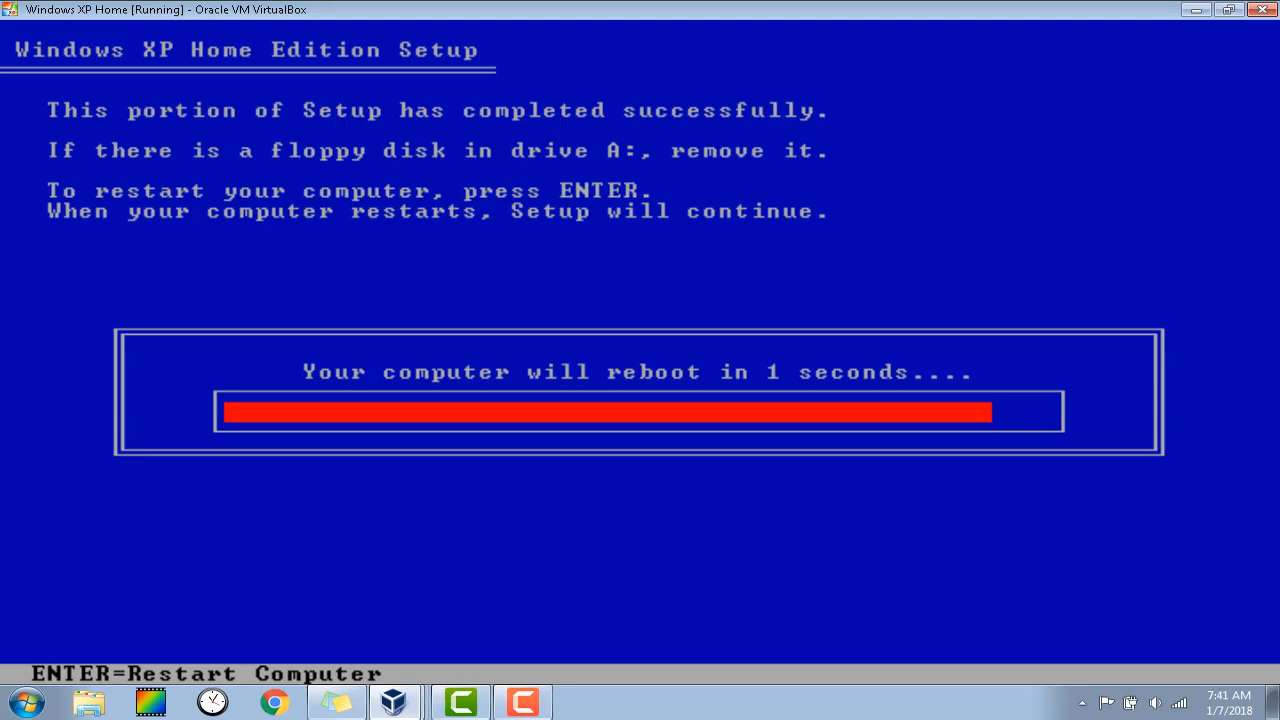 Windows XP Home [Running] - Oracle VM VirtualBox
Windows XP Home Edition Setup
This portion of Setup has completed successfully.
If there is a floppy disk in drive A:, remove it.
To restart your computer, press ENTER.
When your computer restarts, Setup will continue.
Your computer will reboot in 1 seconds....
ENTER=Restart Computer
7:41 AM
1/7/2018